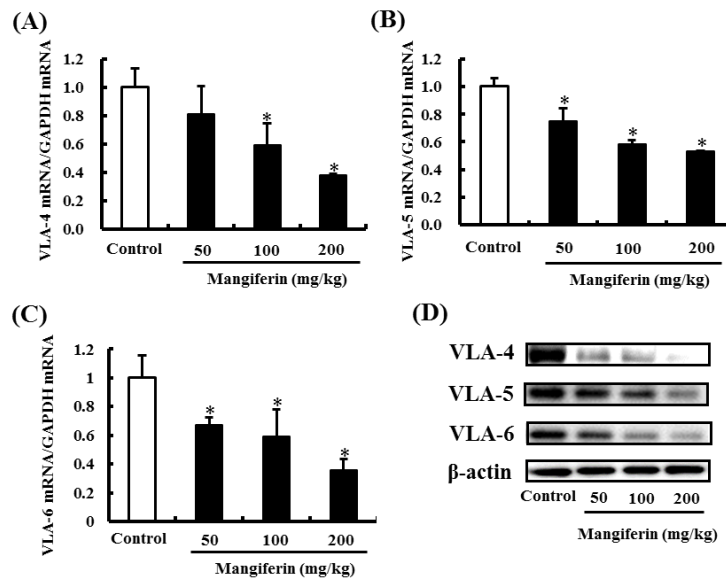 (A)
VLA-4 mRNA/GAPDH mRNA
1.2
1.0
0.8
0.6
0.4
0.2
0.0
*
*
Control 50 100 200
Mangiferin (mg/kg)
(B)
VLA-5 mRNA/GAPDH mRNA
1.2
1.0
0.8
0.6
0.4
0.2
0.0
*
*
*
Control 50 100 200
Mangiferin (mg/kg)
(C)
VLA-6 mRNA/GAPDH mRNA
1.2
1
0.8
0.6
0.4
0.2
0
*
*
*
Control 50 100 200
Mangiferin (mg/kg)
(D)
VLA-4
VLA-5
VLA-6
β-actin
Control 50 100 200
Mangiferin (mg/kg)